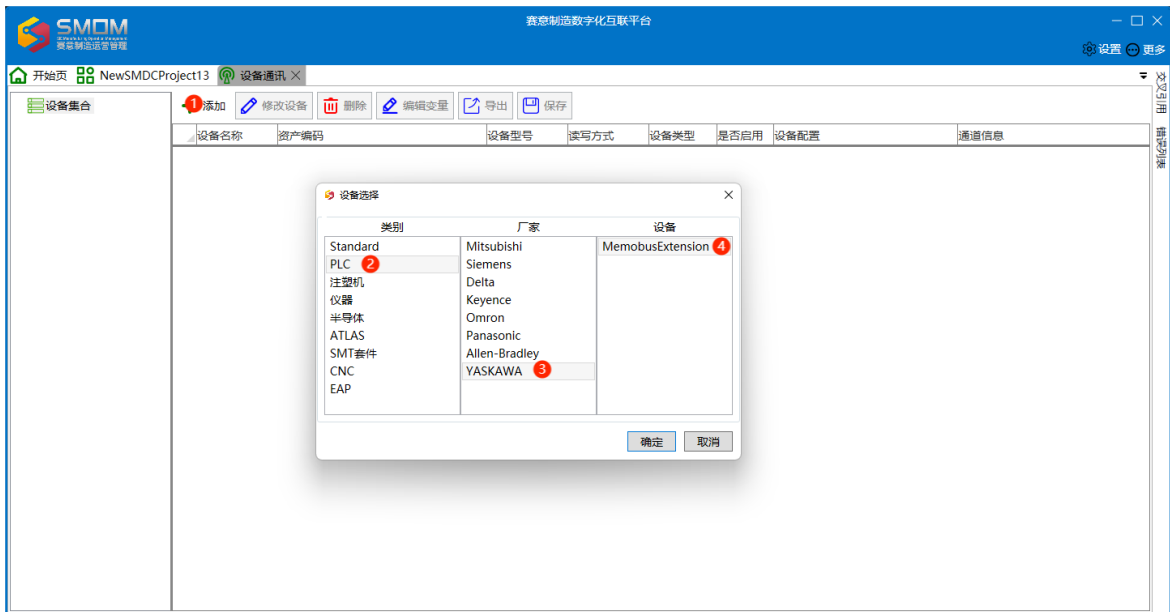 SMOM
赛意制造运营管理
赛意制造数字化互联平台
设置 更多
开始页 NewSMDCProject13 设备通讯
设备集合
1 添加 修改设备 删除 编辑变量 导出 保存
设备名称 资产编码 设备型号 读写方式 设备类型 是否启用 设备配置 通道信息
交叉引用 错误列表
设备选择
类别 厂家 设备
Standard Mitsubishi MemobusExtension 4
PLC 2 Siemens
注塑机 Delta
仪器 Keyence
半导体 Omron
ATLAS Panasonic
SMT套件 Allen-Bradley
CNC YASKAWA 3
EAP
确定 取消